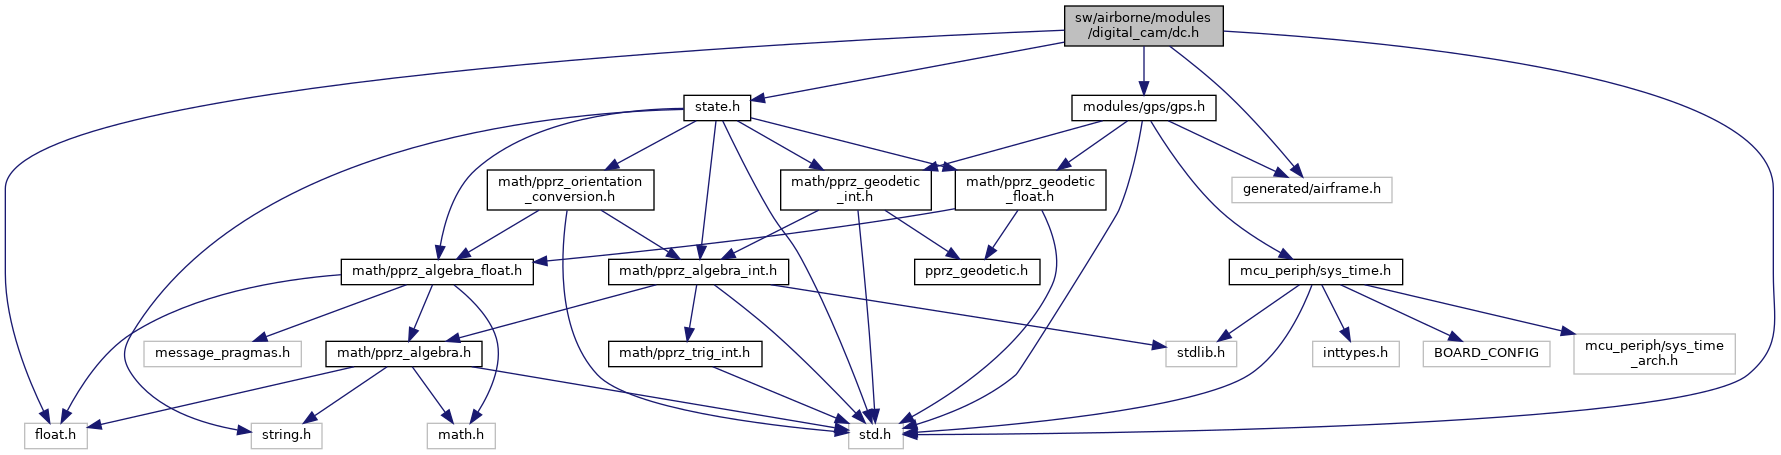 sw/airborne/modules
/digital_cam/dc.h
state.h
modules/gps/gps.h
math/pprz_orientation
_conversion.h
math/pprz_geodetic
_int.h
math/pprz_geodetic
_float.h
generated/airframe.h
math/pprz_algebra_float.h
math/pprz_algebra_int.h
pprz_geodetic.h
mcu_periph/sys_time.h
message_pragmas.h
math/pprz_algebra.h
math/pprz_trig_int.h
stdlib.h
inttypes.h
BOARD_CONFIG
mcu_periph/sys_time
_arch.h
float.h
string.h
math.h
std.h